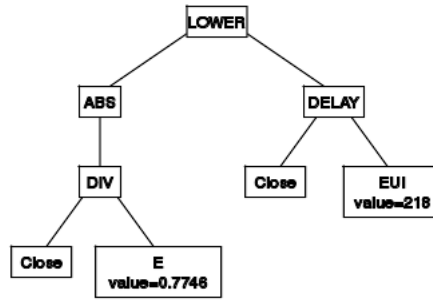 LOWER
ABS
DELAY
DIV
Close
EUI
value=218
Close
E
value=0.7746